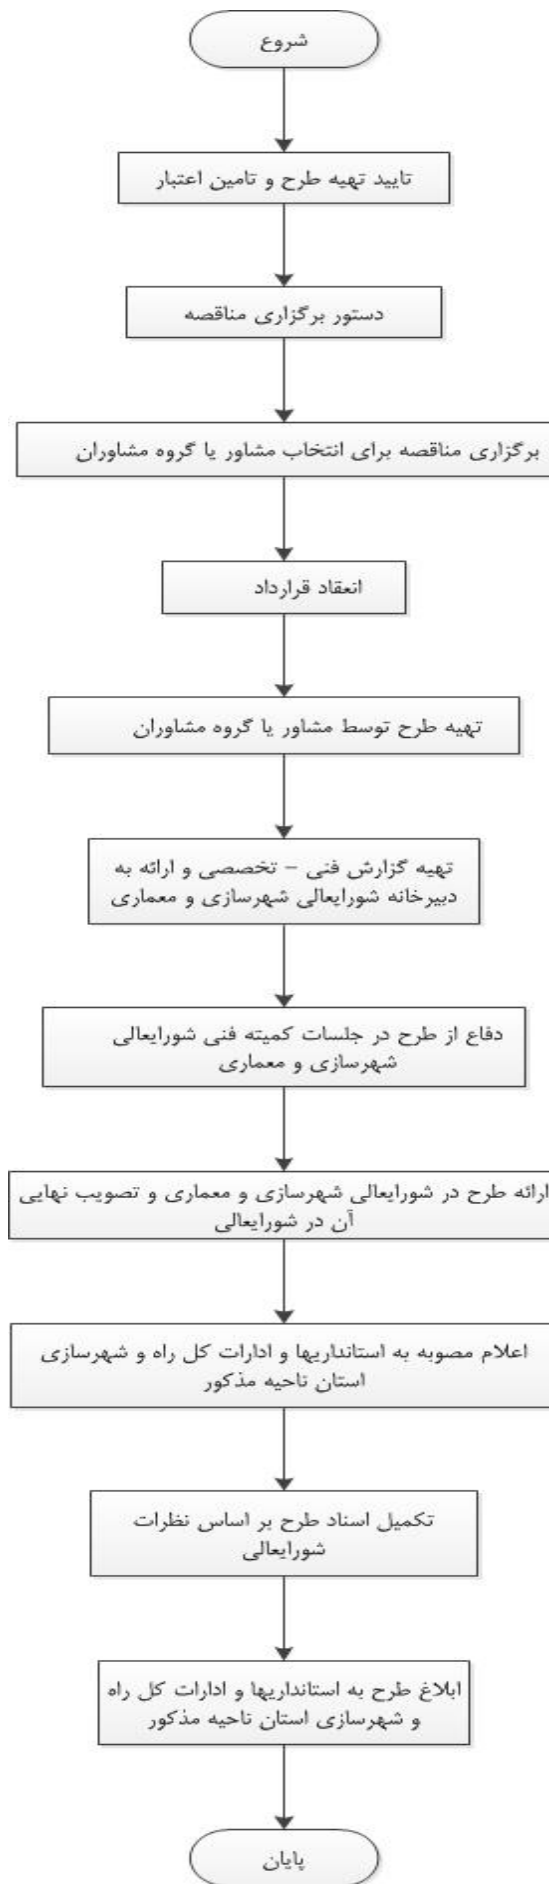 شروع
تایید تهیه طرح و تامین اعتبار
دستور برگزاری مناقصه
برگزاری مناقصه برای انتخاب مشاور یا گروه مشاوران
انعقاد قرارداد
تهیه طرح توسط مشاور یا گروه مشاوران
تهیه گزارش فنی – تخصصی و ارائه به
دبیرخانه شورایعالی شهرسازی و معماری
دفاع از طرح در جلسات کمیته فنی شورایعالی
شهرسازی و معماری
ارائه طرح در شورایعالی شهرسازی و معماری و تصویب نهایی
آن در شورایعالی
اعلام مصوبه به استانداریها و ادارات کل راه و شهرسازی
استان ناحیه مذکور
تکمیل اسناد طرح بر اساس نظرات
شورایعالی
ابلاغ طرح به استانداریها و ادارات کل راه
و شهرسازی استان ناحیه مذکور
پایان